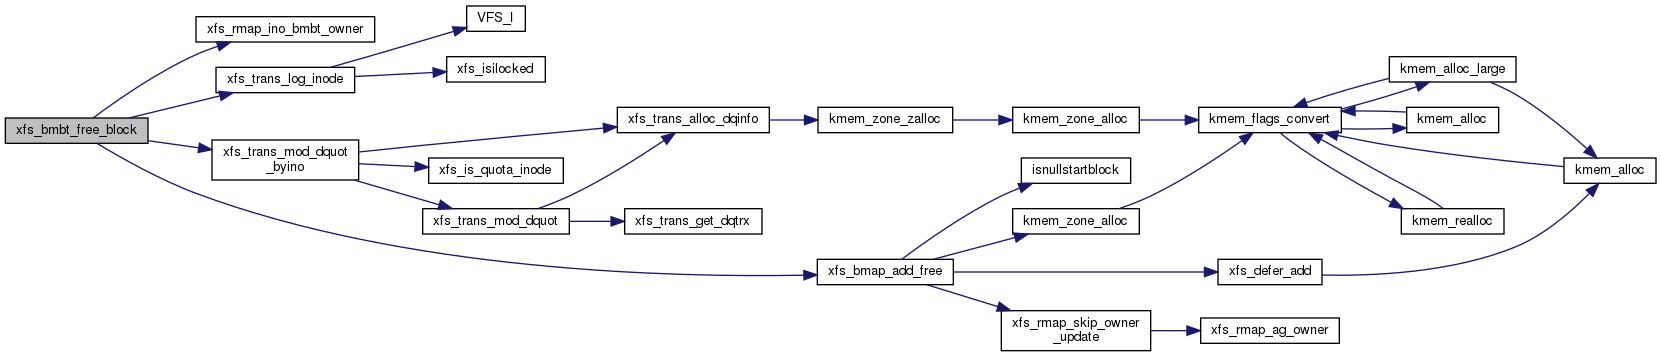 xfs_bmbt_free_block
xfs_rmap_ino_bmbt_owner
xfs_trans_log_inode
xfs_trans_mod_dquot
_byino
VFS_I
xfs_isilocked
xfs_trans_alloc_dqinfo
xfs_is_quota_inode
xfs_trans_mod_dquot
xfs_trans_get_dqtrx
kmem_zone_zalloc
kmem_zone_alloc
kmem_flags_convert
kmem_alloc_large
kmem_alloc
kmem_alloc
kmem_realloc
xfs_bmap_add_free
isnullstartblock
kmem_zone_alloc
xfs_defer_add
xfs_rmap_skip_owner
_update
xfs_rmap_ag_owner